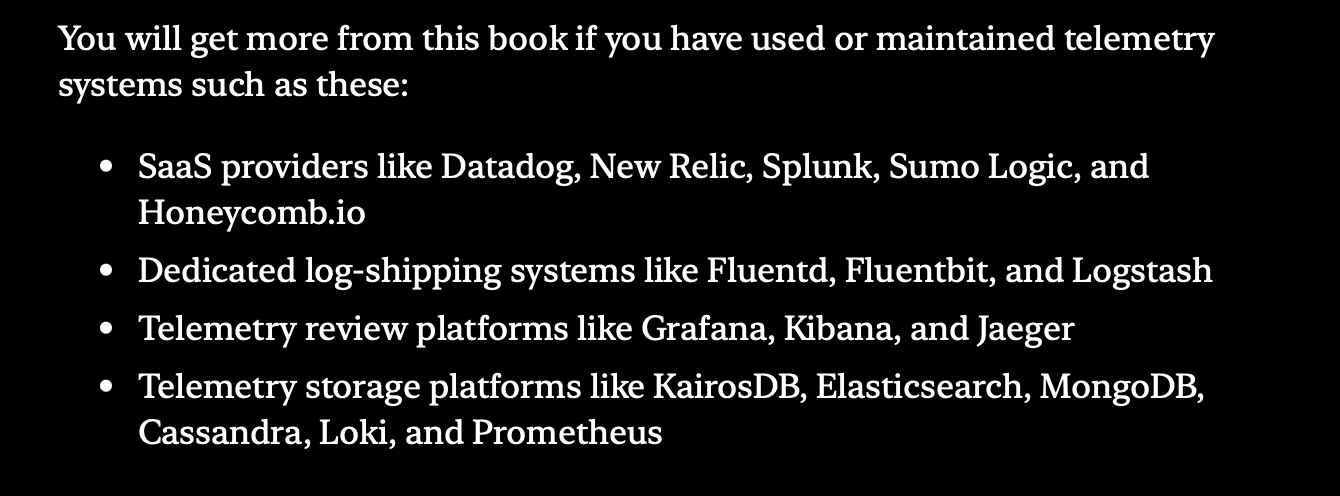 You will get more from this book if you have used or maintained telemetry
systems such as these:
• SaaS providers like Datadog, New Relic, Splunk, Sumo Logic, and
Honeycomb.io
• Dedicated log-shipping systems like Fluentd, Fluentbit, and Logstash
• Telemetry review platforms like Grafana, Kibana, and Jaeger
• Telemetry storage platforms like KairosDB, Elasticsearch, MongoDB,
Cassandra, Loki, and Prometheus